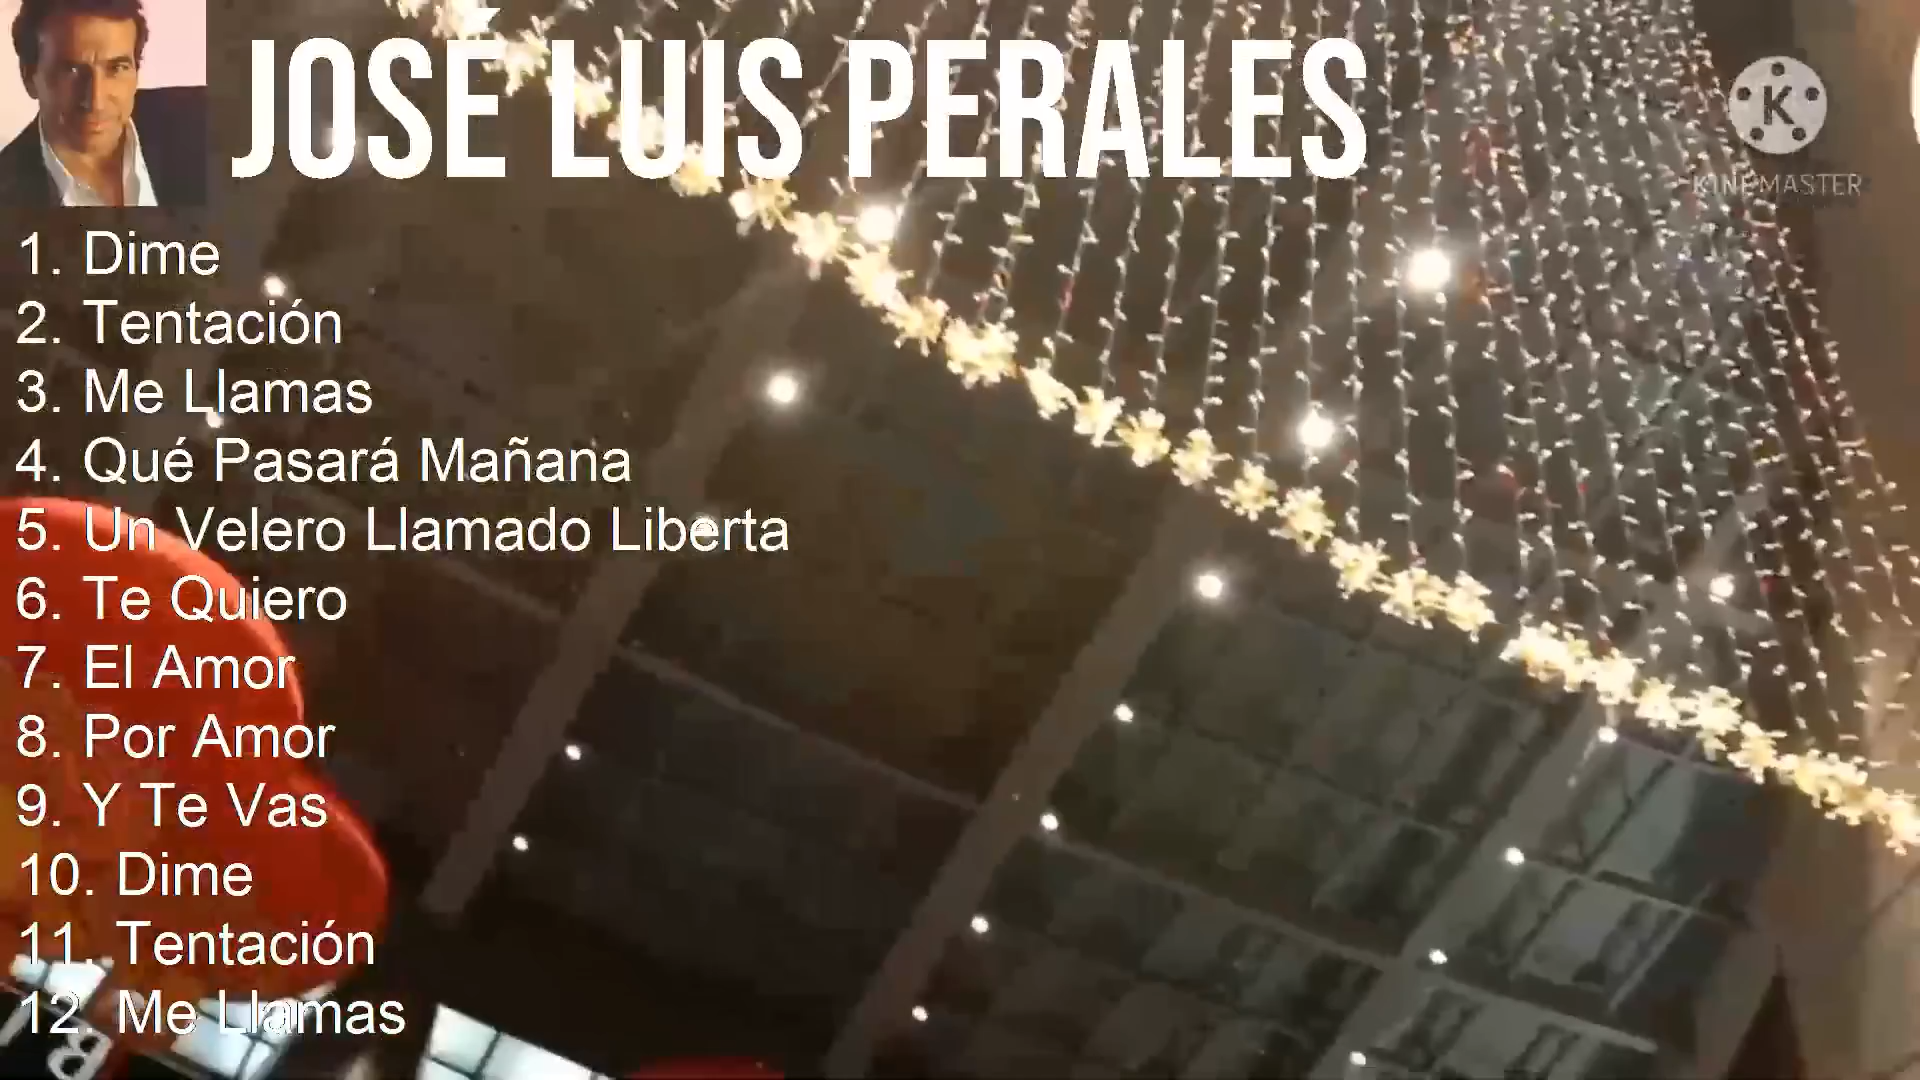 JOSÉ LUIS PERALES
K
KINEMASTER
1. Dime
2. Tentación
3. Me Llamas
4. Qué Pasará Mañana
5. Un Velero Llamado Liberta
6. Te Quiero
7. El Amor
8. Por Amor
9. Y Te Vas
10. Dime
11. Tentación
12. Me Llamas